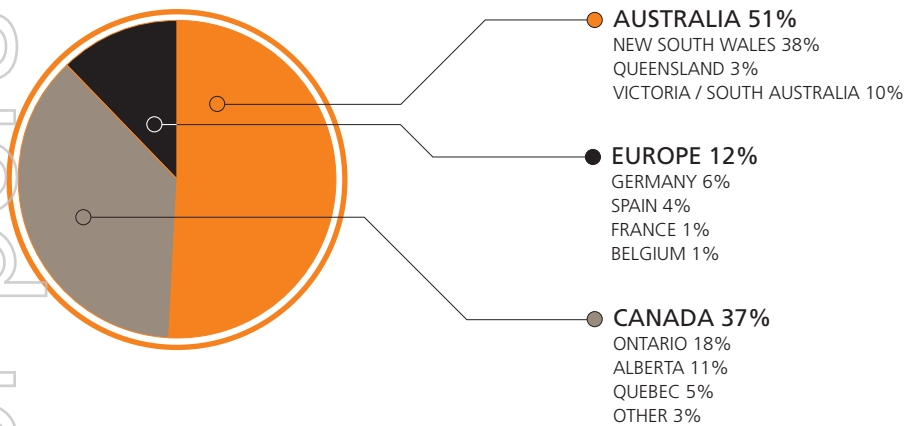 AUSTRALIA 51%
NEW SOUTH WALES 38%
QUEENSLAND 3%
VICTORIA / SOUTH AUSTRALIA 10%
EUROPE 12%
GERMANY 6%
SPAIN 4%
FRANCE 1%
BELGIUM 1%
CANADA 37%
ONTARIO 18%
ALBERTA 11%
QUEBEC 5%
OTHER 3%